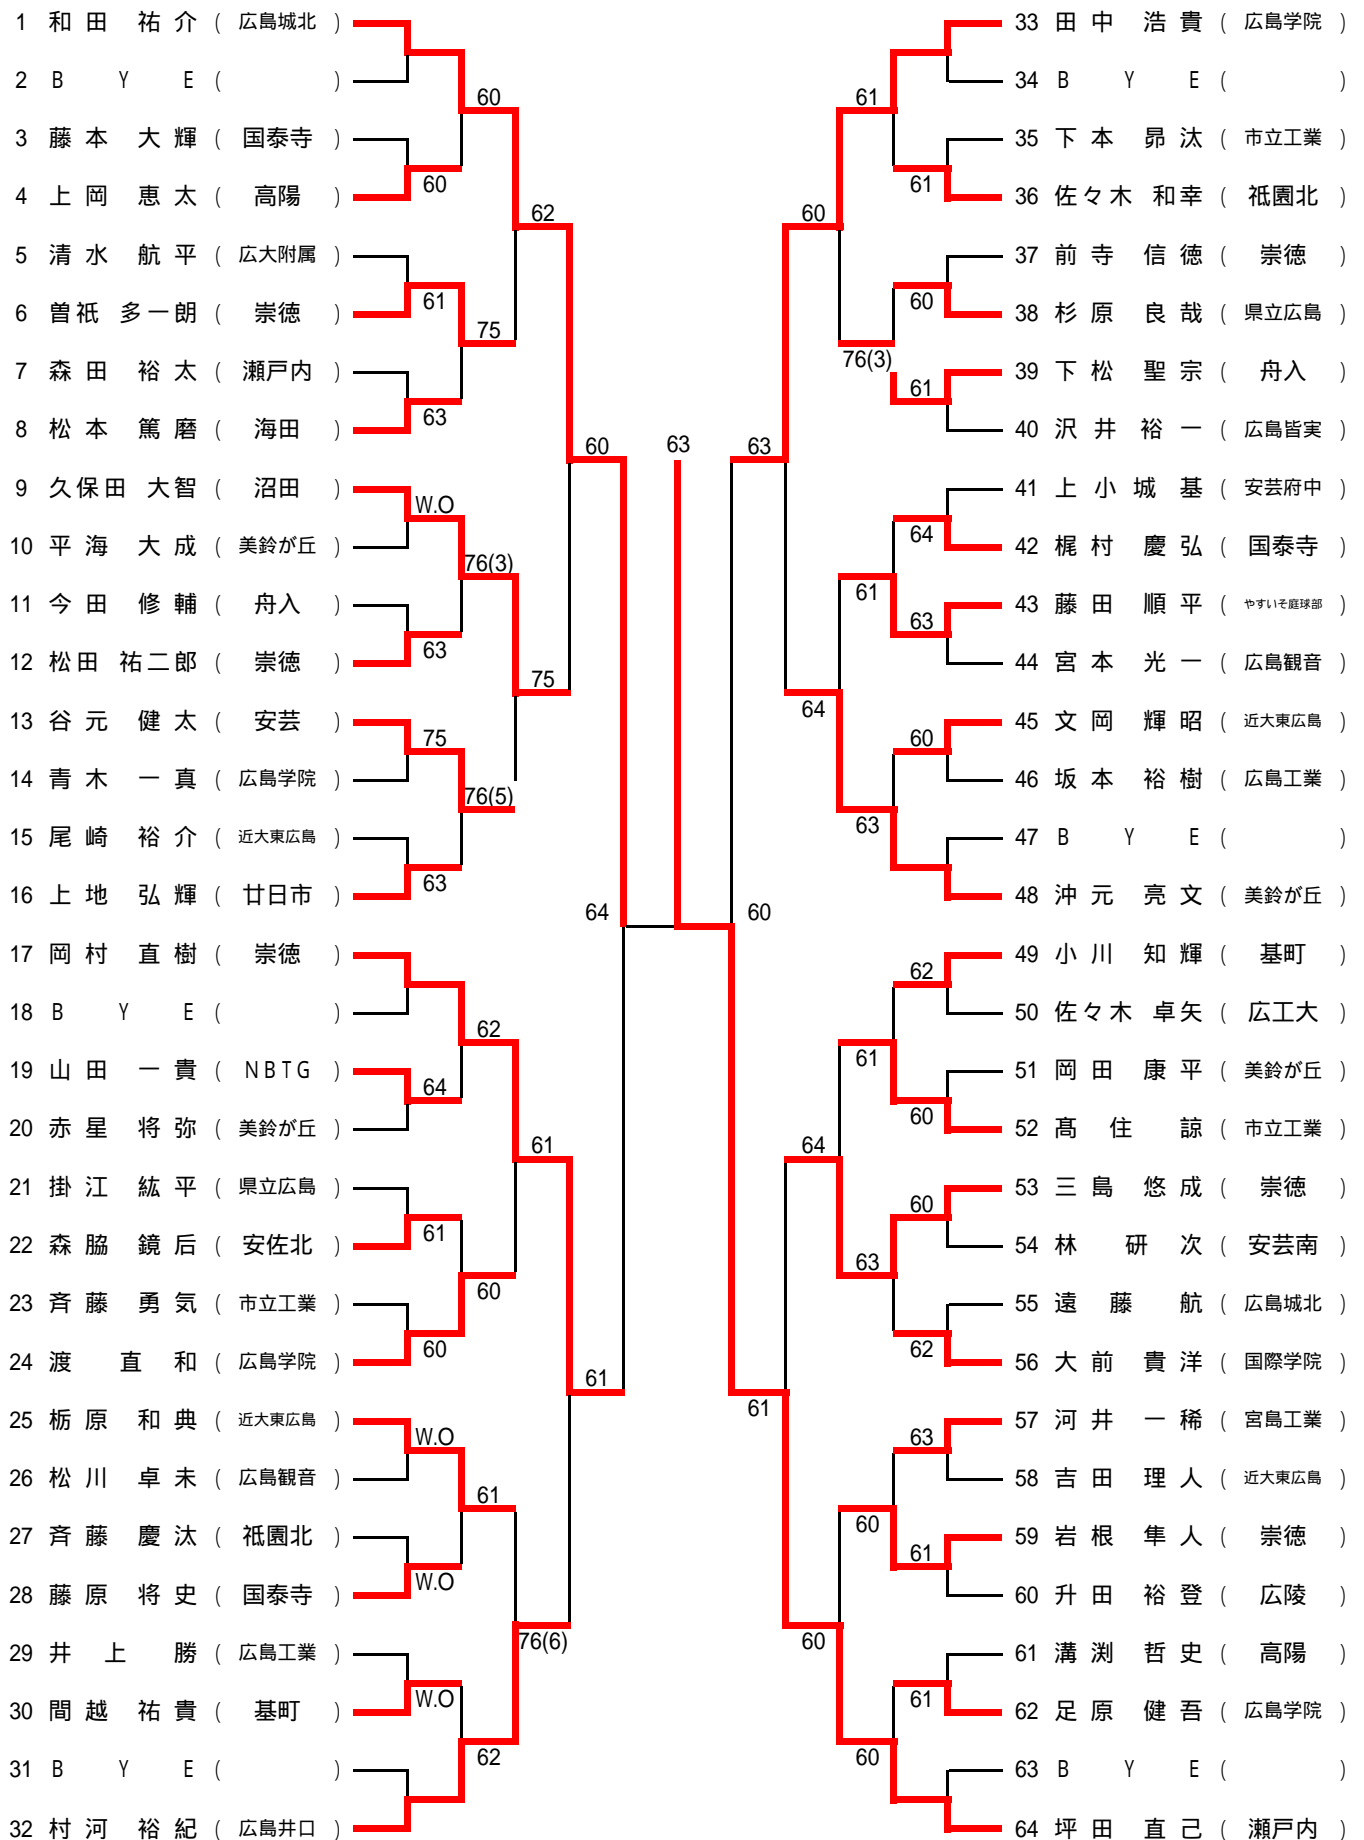 1 和田 祐介 ( 広島城北 )
2 B Y E ( )
60
3 藤本 大輝 ( 国泰寺 )
60
4 上岡 恵太 ( 高陽 )
62
5 清水 航平 ( 広大附属 )
61
6 曽祇 多一朗 ( 崇徳 )
75
7 森田 裕太 ( 瀬戸内 )
63
8 松本 篤磨 ( 海田 )
60
9 久保田 大智 ( 沼田 )
W.O
10 平海 大成 ( 美鈴が丘 )
76(3)
11 今田 修輔 ( 舟入 )
63
12 松田 祐二郎 ( 崇徳 )
75
13 谷元 健太 ( 安芸 )
75
14 青木 一真 ( 広島学院 )
76(5)
15 尾崎 裕介 ( 近大東広島 )
63
16 上地 弘輝 ( 廿日市 )
64
17 岡村 直樹 ( 崇徳 )
18 B Y E ( )
62
19 山田 一貴 ( NBTG )
64
20 赤星 将弥 ( 美鈴が丘 )
61
21 掛江 紘平 ( 県立広島 )
61
22 森脇 鏡后 ( 安佐北 )
60
23 斉藤 勇気 ( 市立工業 )
60
24 渡 直和 ( 広島学院 )
61
25 栃原 和典 ( 近大東広島 )
W.O
26 松川 卓未 ( 広島観音 )
61
27 斉藤 慶汰 ( 祇園北 )
W.O
28 藤原 将史 ( 国泰寺 )
76(6)
29 井上 勝 ( 広島工業 )
W.O
30 間越 祐貴 ( 基町 )
62
31 B Y E ( )
32 村河 裕紀 ( 広島井口 )
63
60
33 田中 浩貴 ( 広島学院 )
34 B Y E ( )
61
35 下本 昴汰 ( 市立工業 )
61
36 佐々木 和幸 ( 祇園北 )
60
37 前寺 信徳 ( 崇徳 )
60
38 杉原 良哉 ( 県立広島 )
76(3)
39 下松 聖宗 ( 舟入 )
61
40 沢井 裕一 ( 広島皆実 )
63
41 上小城 基 ( 安芸府中 )
64
42 梶村 慶弘 ( 国泰寺 )
61
43 藤田 順平 ( やすいそ庭球部 )
63
44 宮本 光一 ( 広島観音 )
64
45 文岡 輝昭 ( 近大東広島 )
60
46 坂本 裕樹 ( 広島工業 )
63
47 B Y E ( )
48 沖元 亮文 ( 美鈴が丘 )
49 小川 知輝 ( 基町 )
62
50 佐々木 卓矢 ( 広工大 )
61
51 岡田 康平 ( 美鈴が丘 )
60
52 髙住 諒 ( 市立工業 )
64
53 三島 悠成 ( 崇徳 )
60
54 林 研次 ( 安芸南 )
63
55 遠藤 航 ( 広島城北 )
62
56 大前 貴洋 ( 国際学院 )
61
57 河井 一稀 ( 宮島工業 )
63
58 吉田 理人 ( 近大東広島 )
60
59 岩根 隼人 ( 崇徳 )
61
60 升田 裕登 ( 広陵 )
60
61 溝渕 哲史 ( 高陽 )
61
62 足原 健吾 ( 広島学院 )
60
63 B Y E ( )
64 坪田 直己 ( 瀬戸内 )